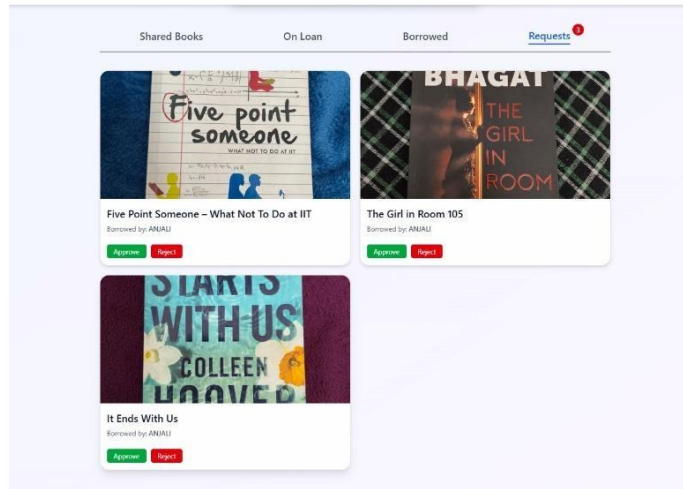 Shared Books
On Loan
Borrowed
Requests
3
Five point
someone
WHAT NOT TO DO AT IIT
BHAGAT
THE
GIRL
IN
ROOM
Five Point Someone – What Not To Do at IIT
Borrowed by: ANJALI
Approve
Reject
The Girl in Room 105
Borrowed by: ANJALI
Approve
Reject
STARTS
WITH US
COLLEEN
HOOVER
It Ends With Us
Borrowed by: ANJALI
Approve
Reject